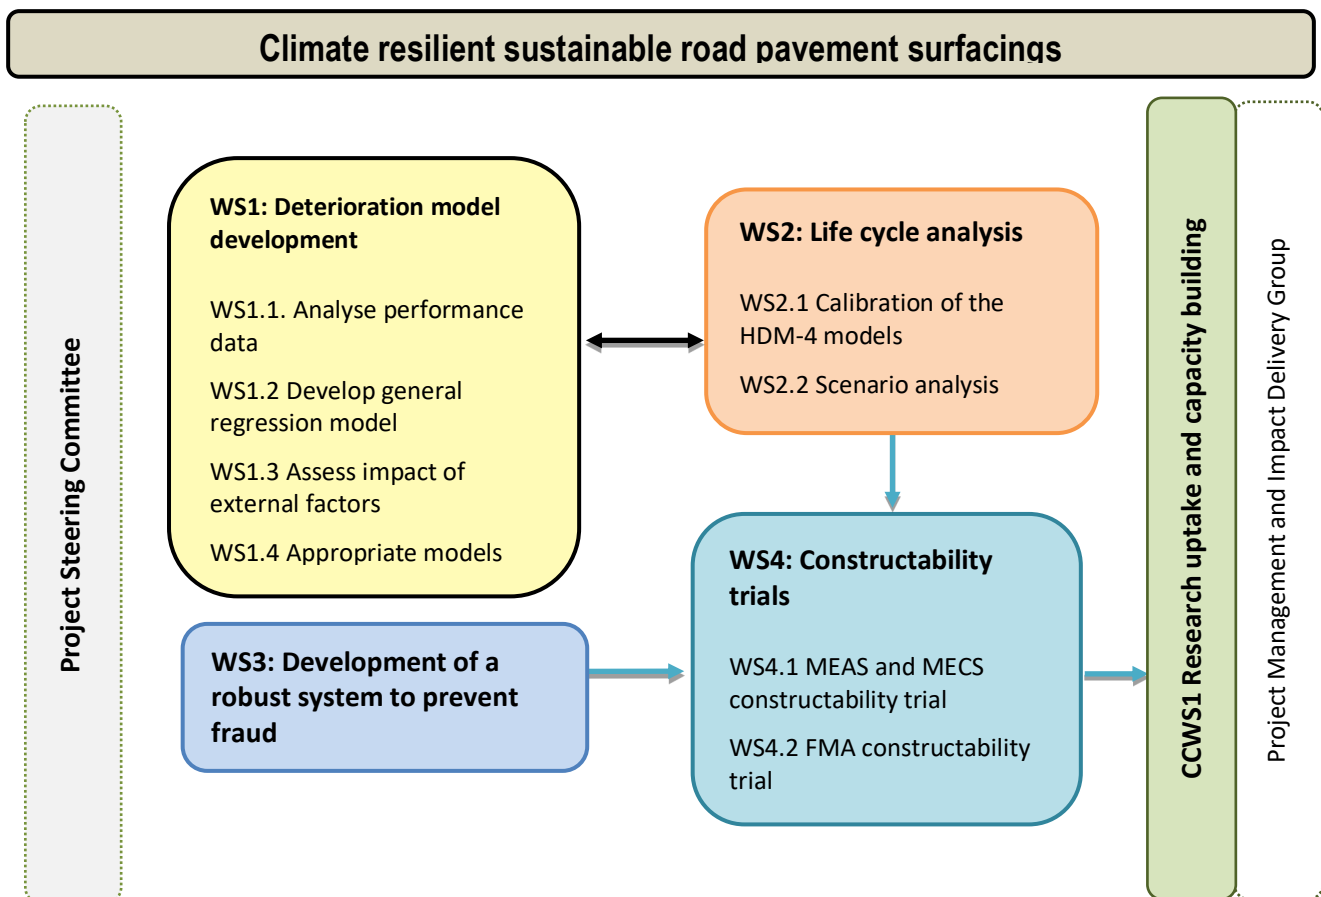 Climate resilient sustainable road pavement surfacings
Project Steering Committee
WS1: Deterioration model
development
WS1.1. Analyse performance
data
WS1.2 Develop general
regression model
WS1.3 Assess impact of
external factors
WS1.4 Appropriate models
WS2: Life cycle analysis
WS2.1 Calibration of the
HDM-4 models
WS2.2 Scenario analysis
WS3: Development of a
robust system to prevent
fraud
WS4: Constructability
trials
WS4.1 MEAS and MECS
constructability trial
WS4.2 FMA constructability
trial
CCWS1 Research uptake and capacity building
Project Management and Impact Delivery Group